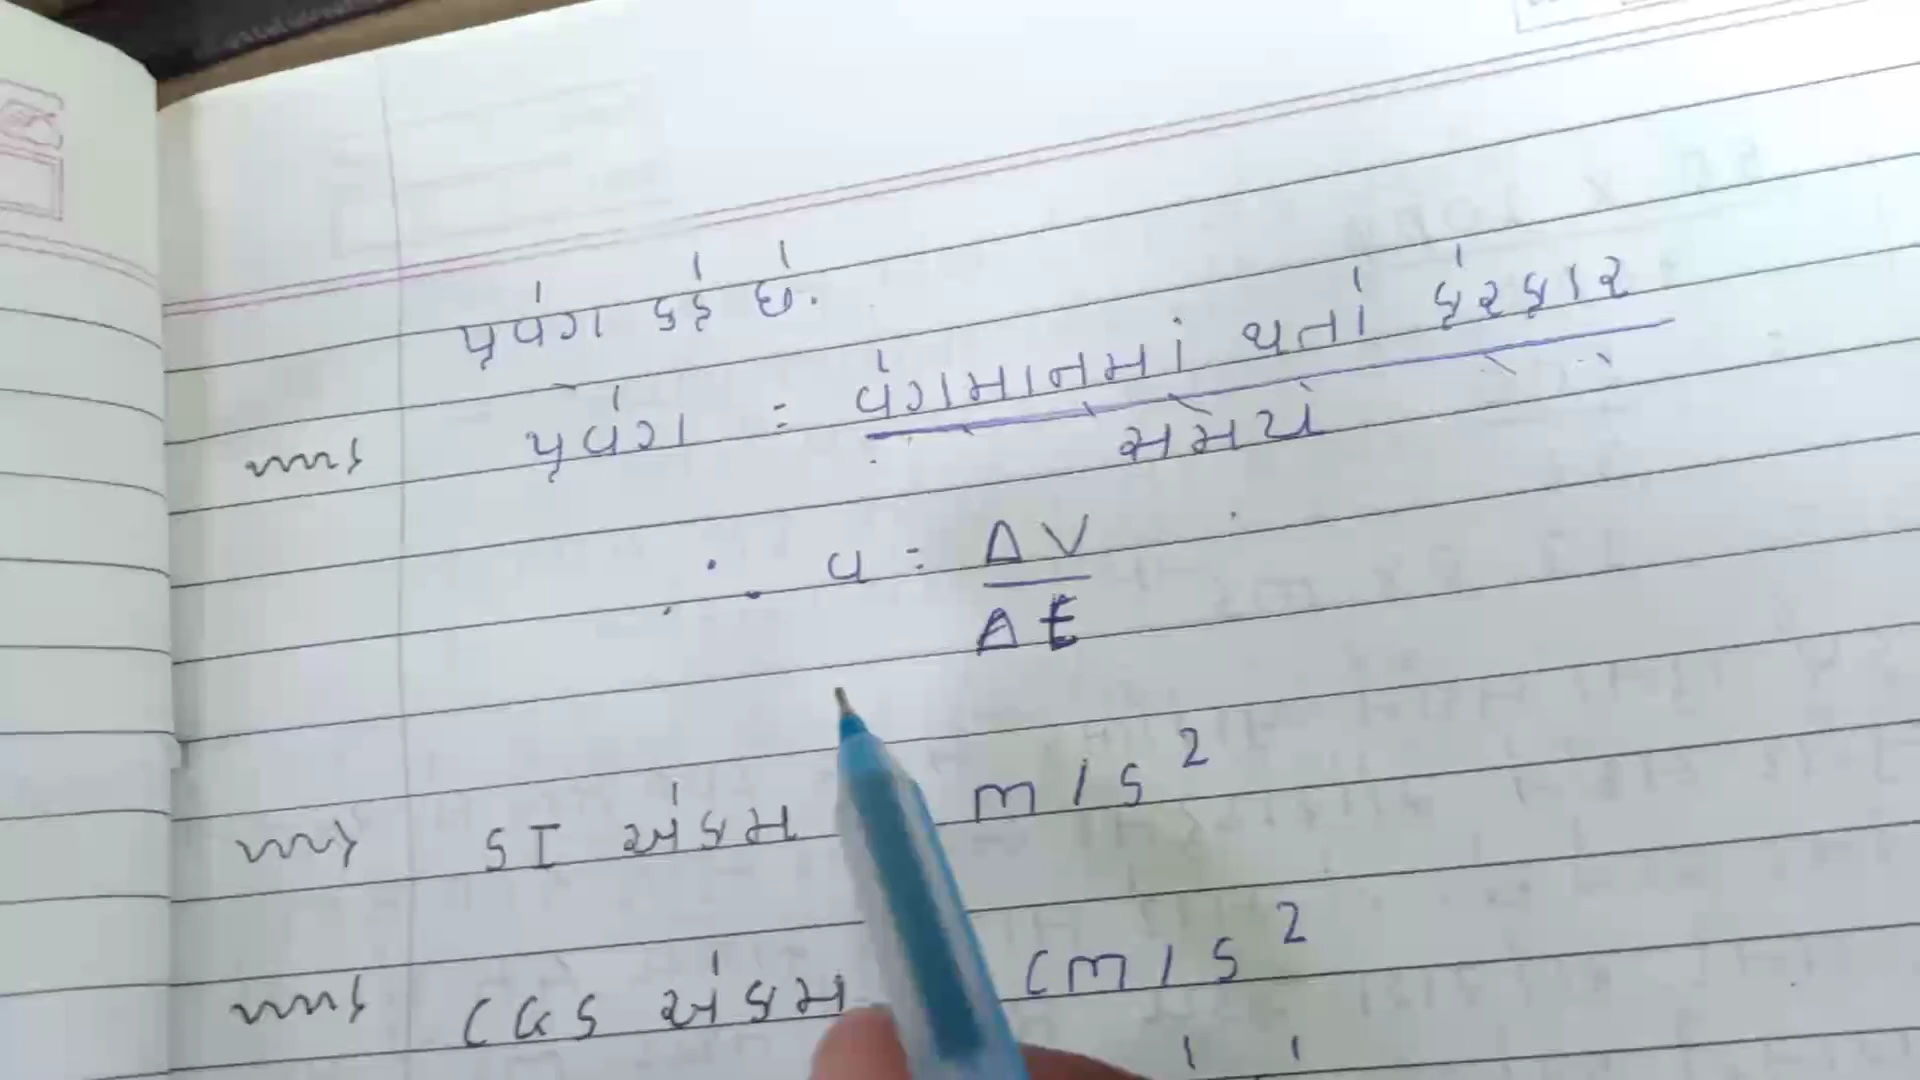 પ્રવેગ કહે છે.
પ્રવેગ = વેગમાનમાં થતો ફેરફાર
સમય
∴ a = ΔV
Δt
SI એકમ m/s²
CGS એકમ cm/s²